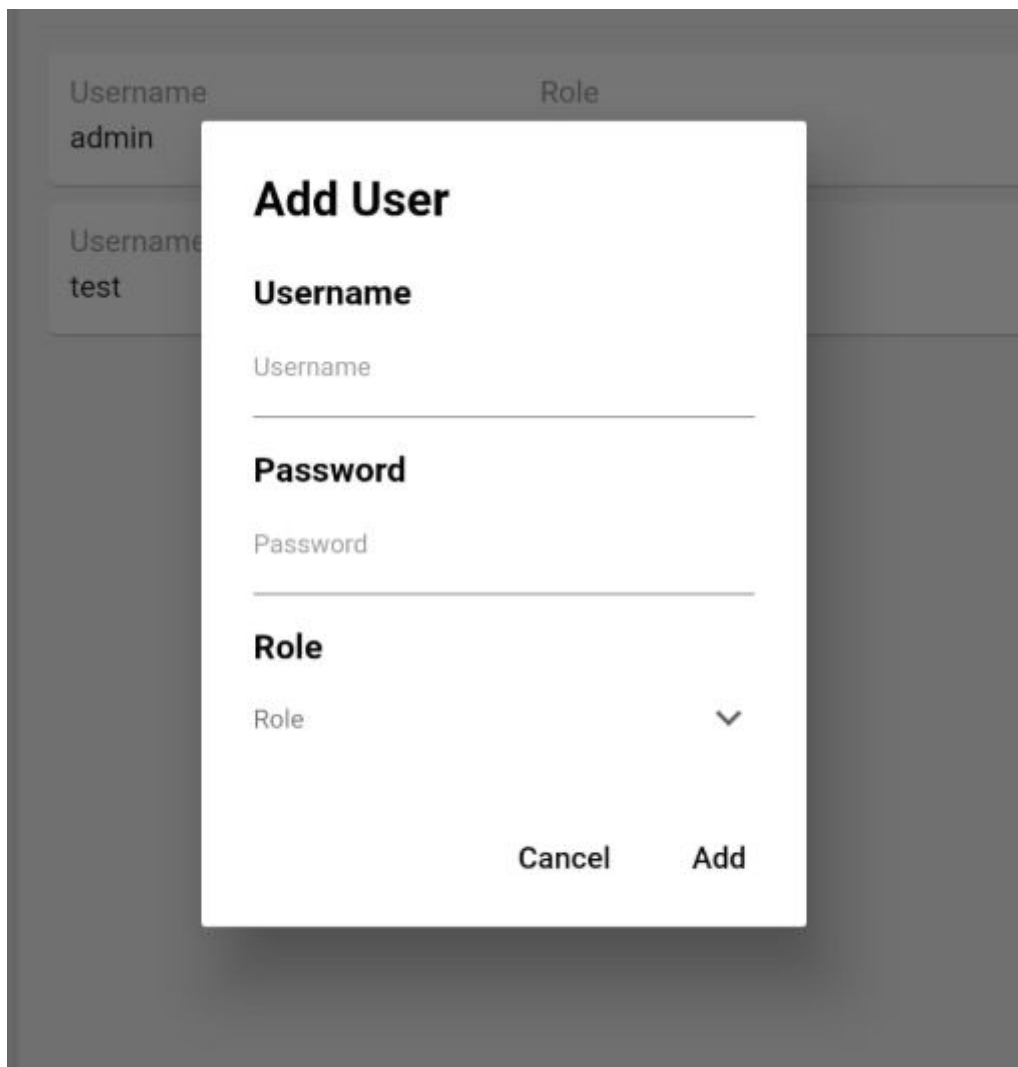 Username Role
admin
Add User
Username
test
Username
Username
Password
Password
Role
Role
Cancel Add